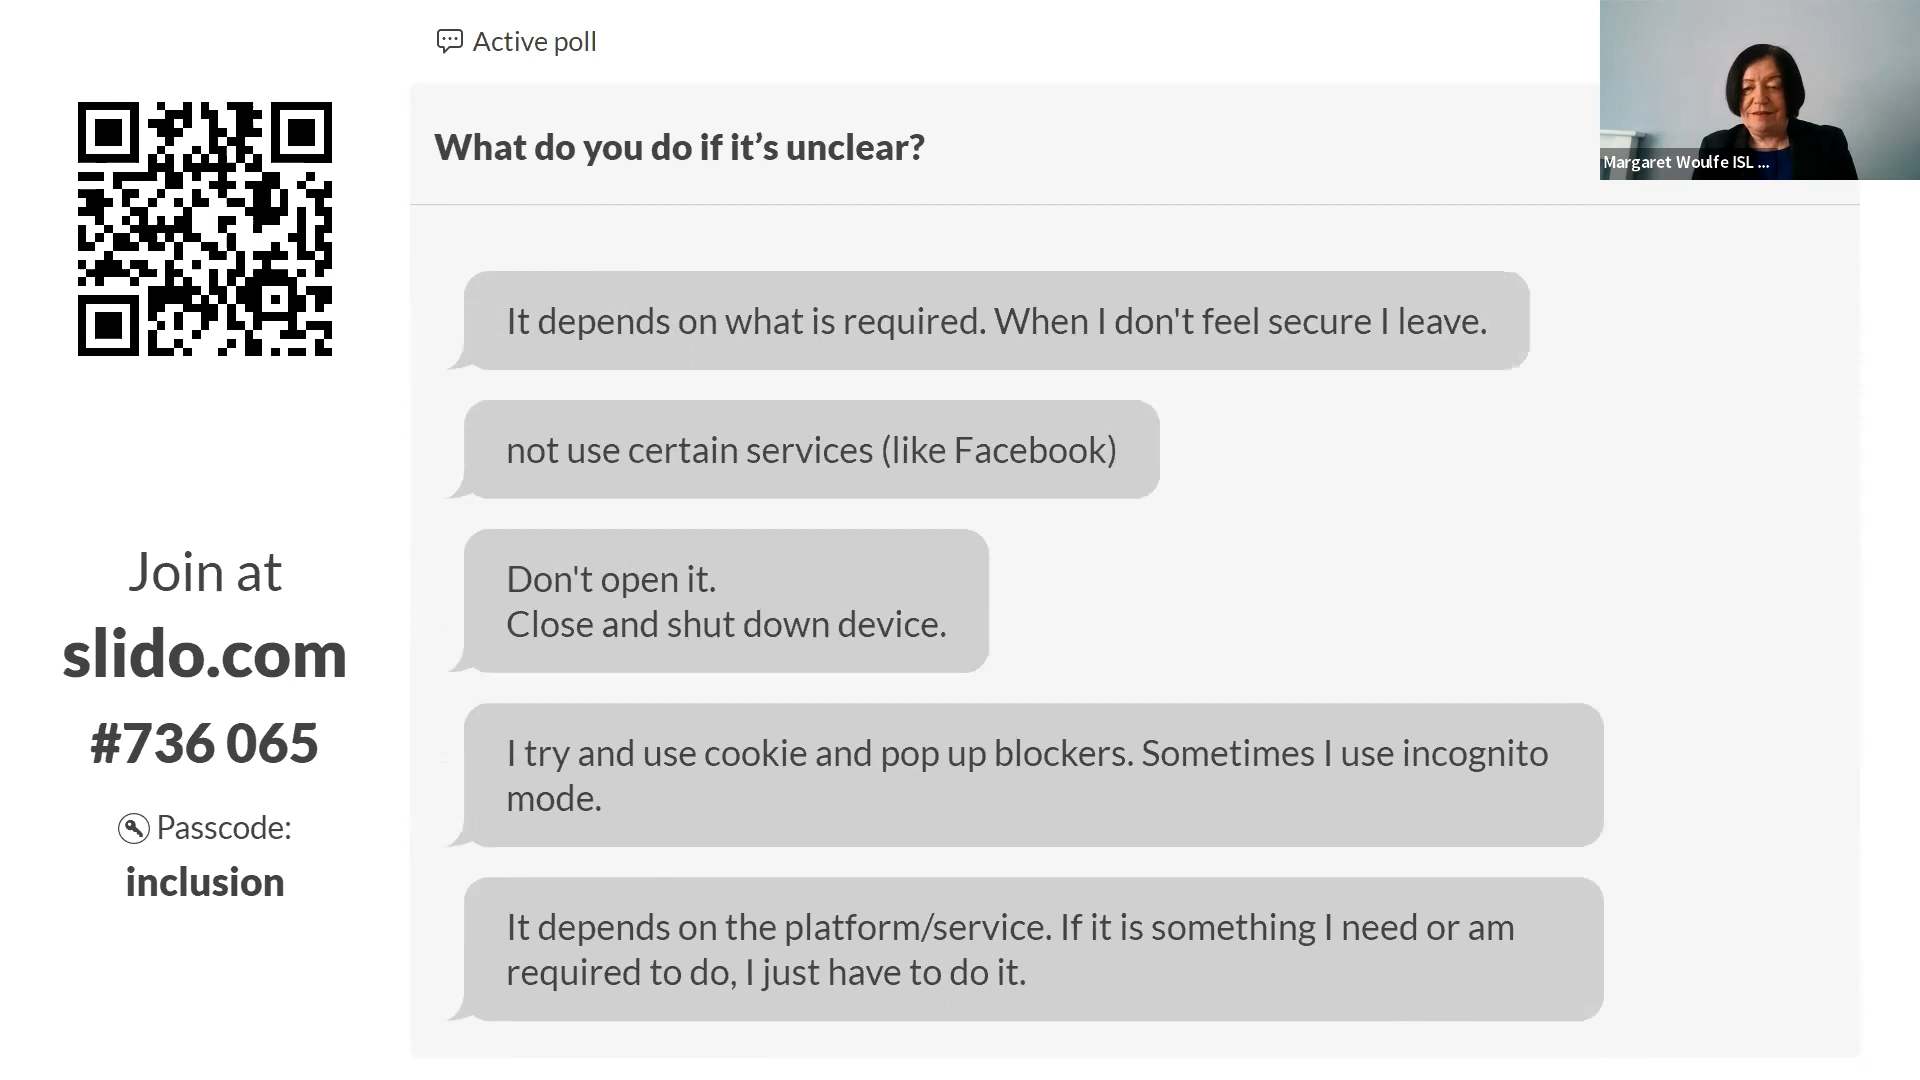 Active poll
What do you do if it’s unclear?
Margaret Woulfe ISL ...
It depends on what is required. When I don't feel secure I leave.
not use certain services (like Facebook)
Don't open it.
Close and shut down device.
I try and use cookie and pop up blockers. Sometimes I use incognito
mode.
It depends on the platform/service. If it is something I need or am
required to do, I just have to do it.
Join at
slido.com
#736 065
Passcode:
inclusion